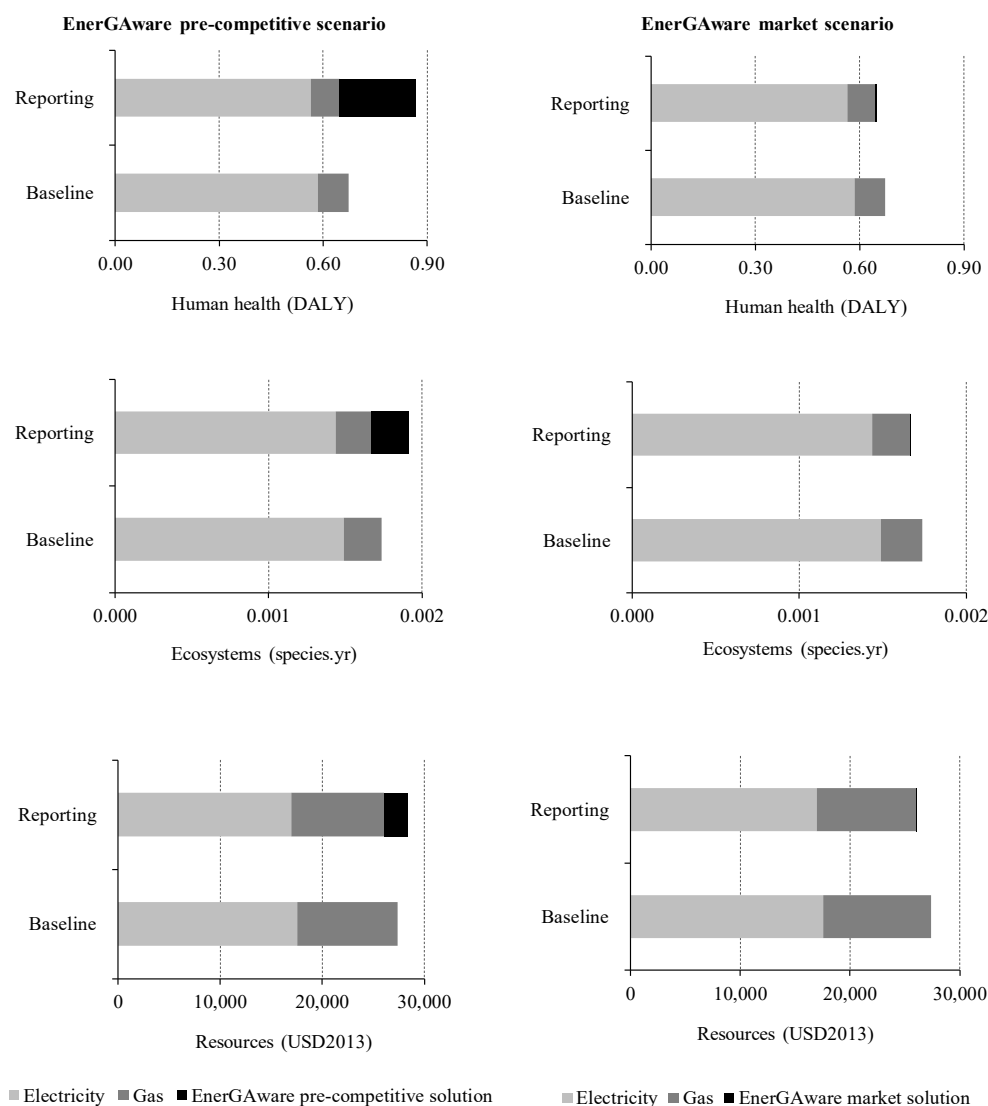 EnerGAware pre-competitive scenario
Reporting
Baseline
0.00 0.30 0.60 0.90
Human health (DALY)
EnerGAware market scenario
Reporting
Baseline
0.00 0.30 0.60 0.90
Human health (DALY)
Reporting
Baseline
0.000 0.001 0.002
Ecosystems (species.yr)
Reporting
Baseline
0.000 0.001 0.002
Ecosystems (species.yr)
Reporting
Baseline
0 10,000 20,000 30,000
Resources (USD2013)
Reporting
Baseline
0 10,000 20,000 30,000
Resources (USD2013)
Electricity Gas EnerGAware pre-competitive solution
Electricity Gas EnerGAware market solution